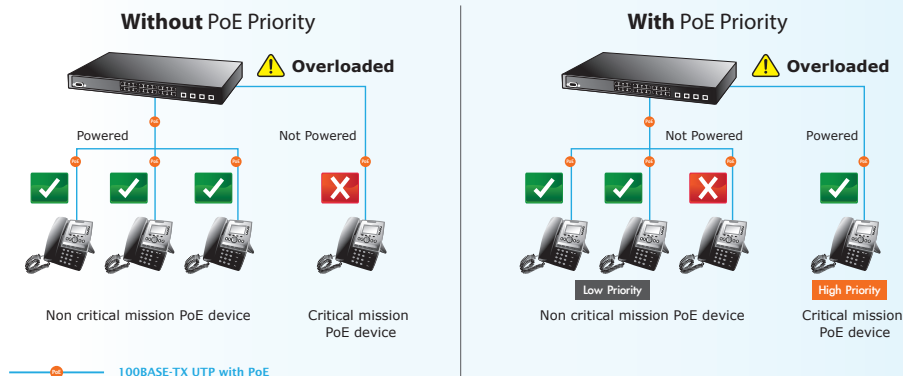 Without PoE Priority
Overloaded
Powered
Not Powered
PoE
PoE
PoE
PoE
PoE
Non critical mission PoE device
Critical mission
PoE device
PoE
100BASE-TX UTP with PoE
With PoE Priority
Overloaded
Not Powered
Powered
PoE
PoE
PoE
PoE
PoE
Low Priority
High Priority
Non critical mission PoE device
Critical mission
PoE device